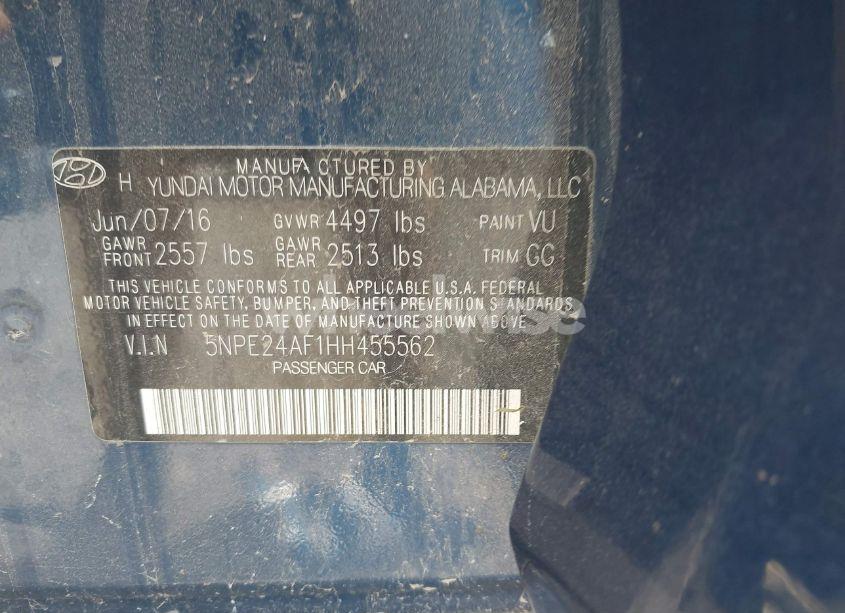 MANUFACTURED BY
HYUNDAI MOTOR MANUFACTURING ALABAMA, LLC
Jun/07/16 GVWR 4497 lbs PAINT VU
GAWR FRONT 2557 lbs GAWR REAR 2513 lbs TRIM GG
THIS VEHICLE CONFORMS TO ALL APPLICABLE U.S.A. FEDERAL
MOTOR VEHICLE SAFETY, BUMPER, AND THEFT PREVENTION STANDARDS
IN EFFECT ON THE DATE OF MANUFACTURE SHOWN ABOVE.
V.I.N 5NPE24AF1HH455562
PASSENGER CAR